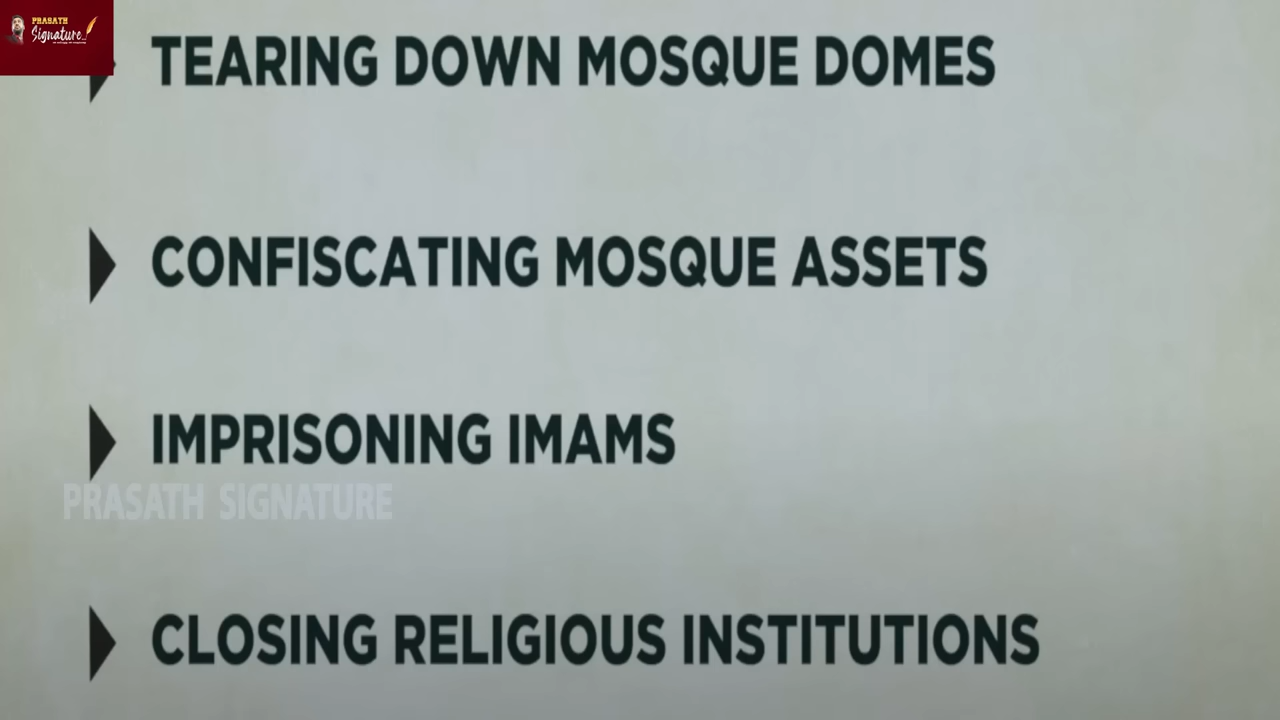 PRASATH
Signature
TEARING DOWN MOSQUE DOMES
CONFISCATING MOSQUE ASSETS
IMPRISONING IMAMS
PRASATH SIGNATURE
CLOSING RELIGIOUS INSTITUTIONS